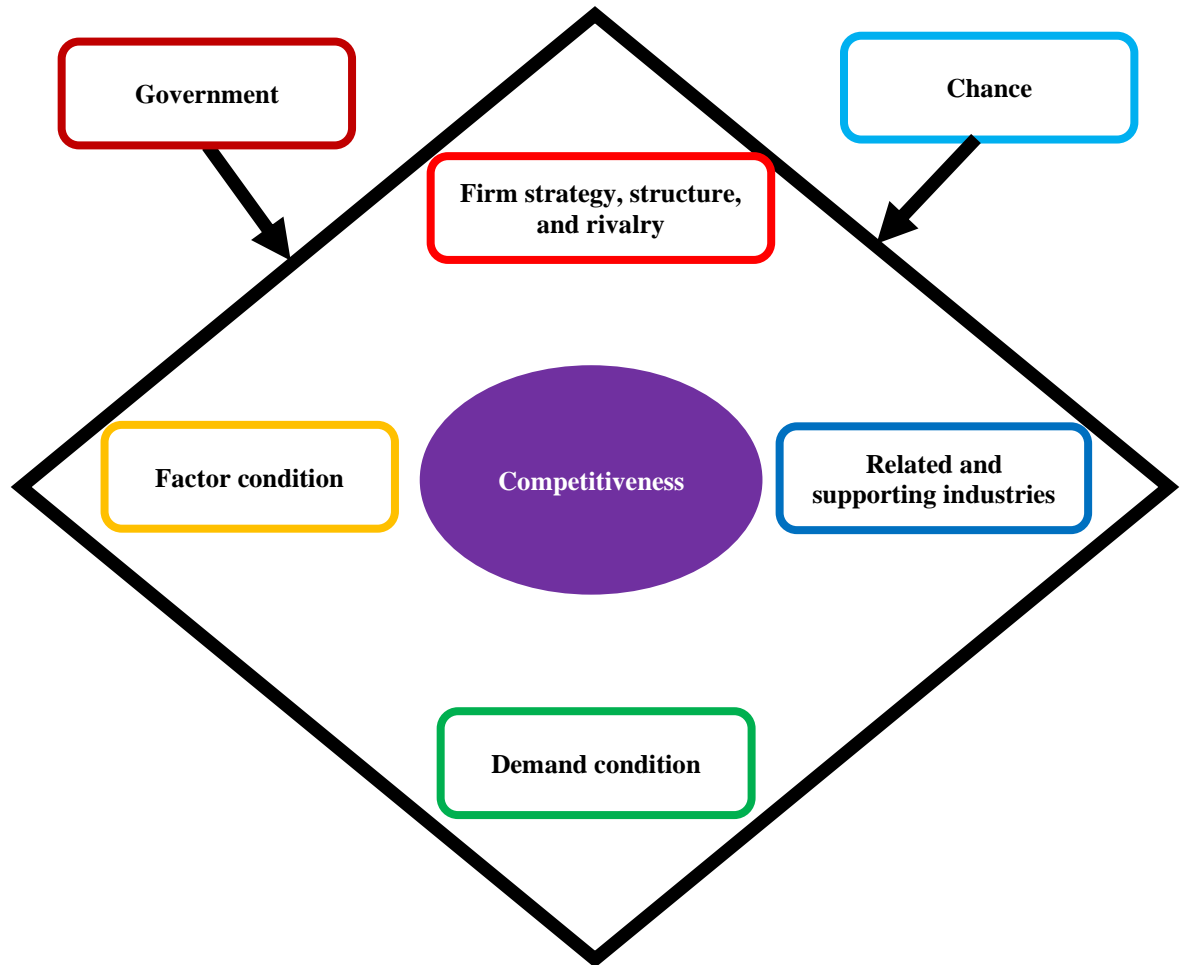 Government
Chance
Firm strategy, structure,
and rivalry
Factor condition
Competitiveness
Related and
supporting industries
Demand condition